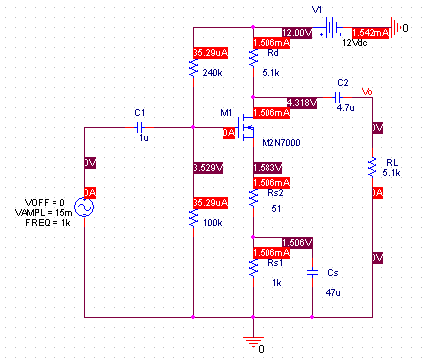 V1
12.00V
1.542mA
0
12Vdc
35.29uA
1.506mA
Rd
240k
5.1k
C2
Vo
4.318V
4.7u
C1
M1
1.506mA
1u
0A
M2N7000
0V
3.529V
1.583V
0V
RL
5.1k
0A
35.29uA
1.506mA
0A
Rs2
VOFF = 0
VAMPL = 15m
FREQ = 1k
51
100k
1.506V
1.506mA
0V
Rs1
Cs
1k
47u
0